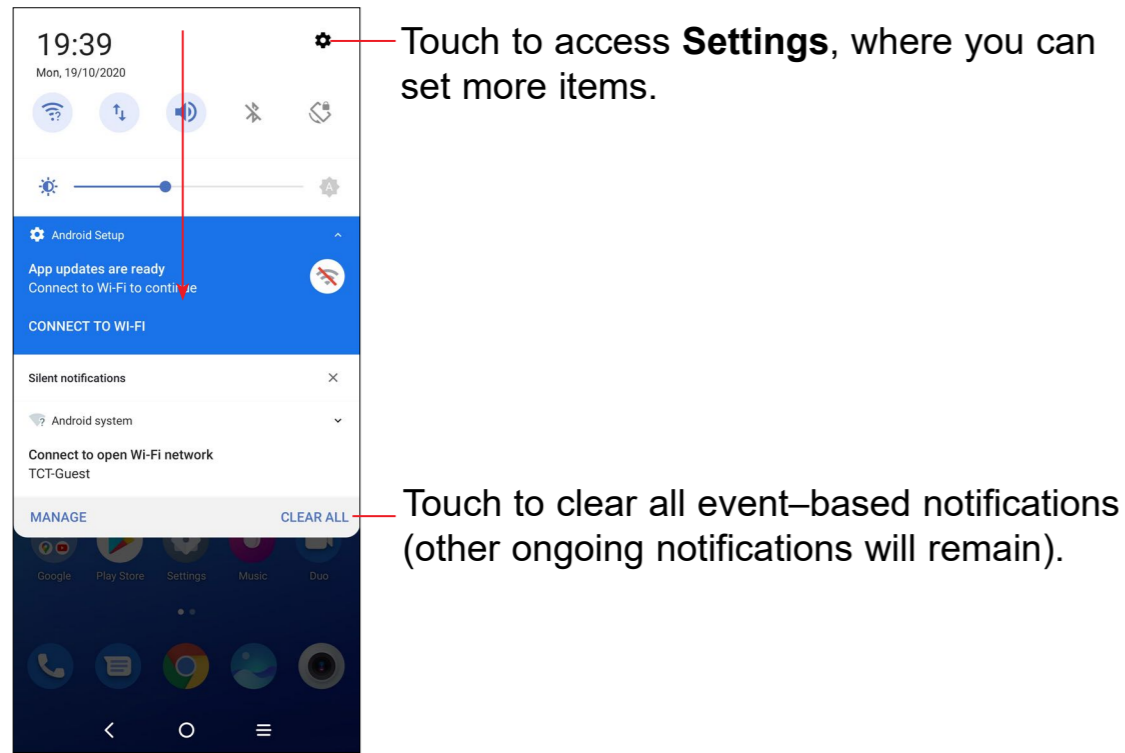 19:39
Mon, 19/10/2020
Touch to access Settings, where you can
set more items.
A
Android Setup
App updates are ready
Connect to Wi-Fi to continue
CONNECT TO WI-FI
Silent notifications
Android system
Connect to open Wi-Fi network
TCT-Guest
MANAGE
CLEAR ALL
Touch to clear all event–based notifications
(other ongoing notifications will remain).
Google
Play Store
Settings
Music
Duo